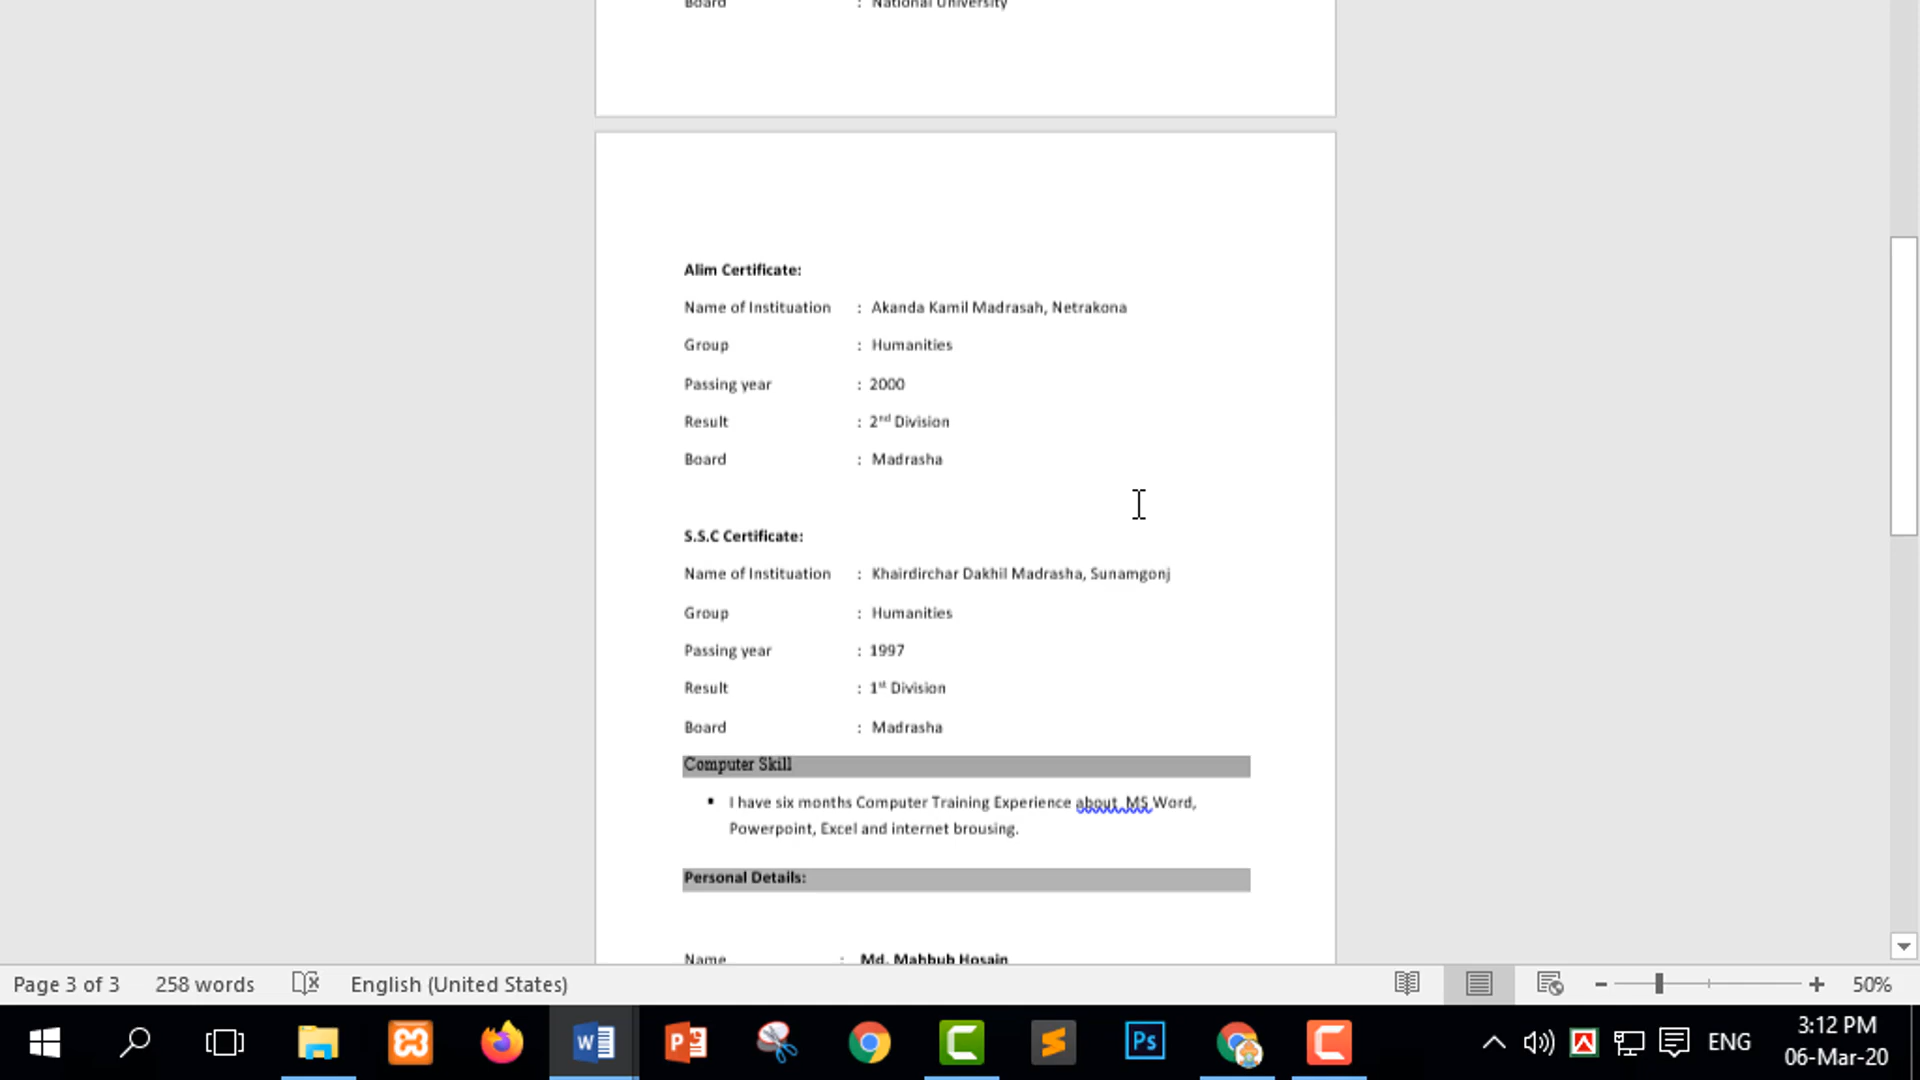 Board : National University
Alim Certificate:
Name of Instituation : Akanda Kamil Madrasah, Netrakona
Group : Humanities
Passing year : 2000
Result : 2nd Division
Board : Madrasha
S.S.C Certificate:
Name of Instituation : Khairdirchar Dakhil Madrasha, Sunamgonj
Group : Humanities
Passing year : 1997
Result : 1st Division
Board : Madrasha
Computer Skill
▪ I have six months Computer Training Experience about MS Word,
Powerpoint, Excel and internet brousing.
Personal Details:
Name : Md. Mahbub Hosain
Page 3 of 3 258 words English (United States) 50%
ENG 3:12 PM
06-Mar-20